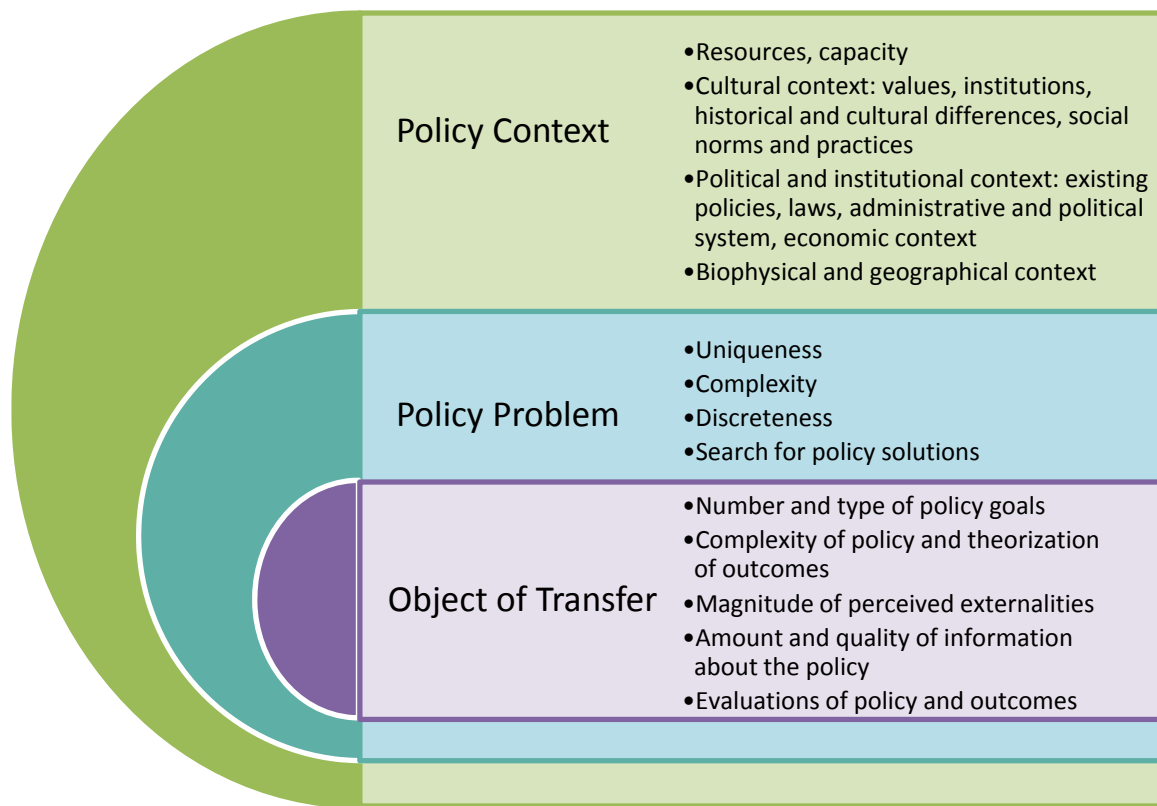 Policy Context
•Resources, capacity
•Cultural context: values, institutions,
historical and cultural differences, social
norms and practices
•Political and institutional context: existing
policies, laws, administrative and political
system, economic context
•Biophysical and geographical context
Policy Problem
•Uniqueness
•Complexity
•Discreteness
•Search for policy solutions
Object of Transfer
•Number and type of policy goals
•Complexity of policy and theorization
of outcomes
•Magnitude of perceived externalities
•Amount and quality of information
about the policy
•Evaluations of policy and outcomes